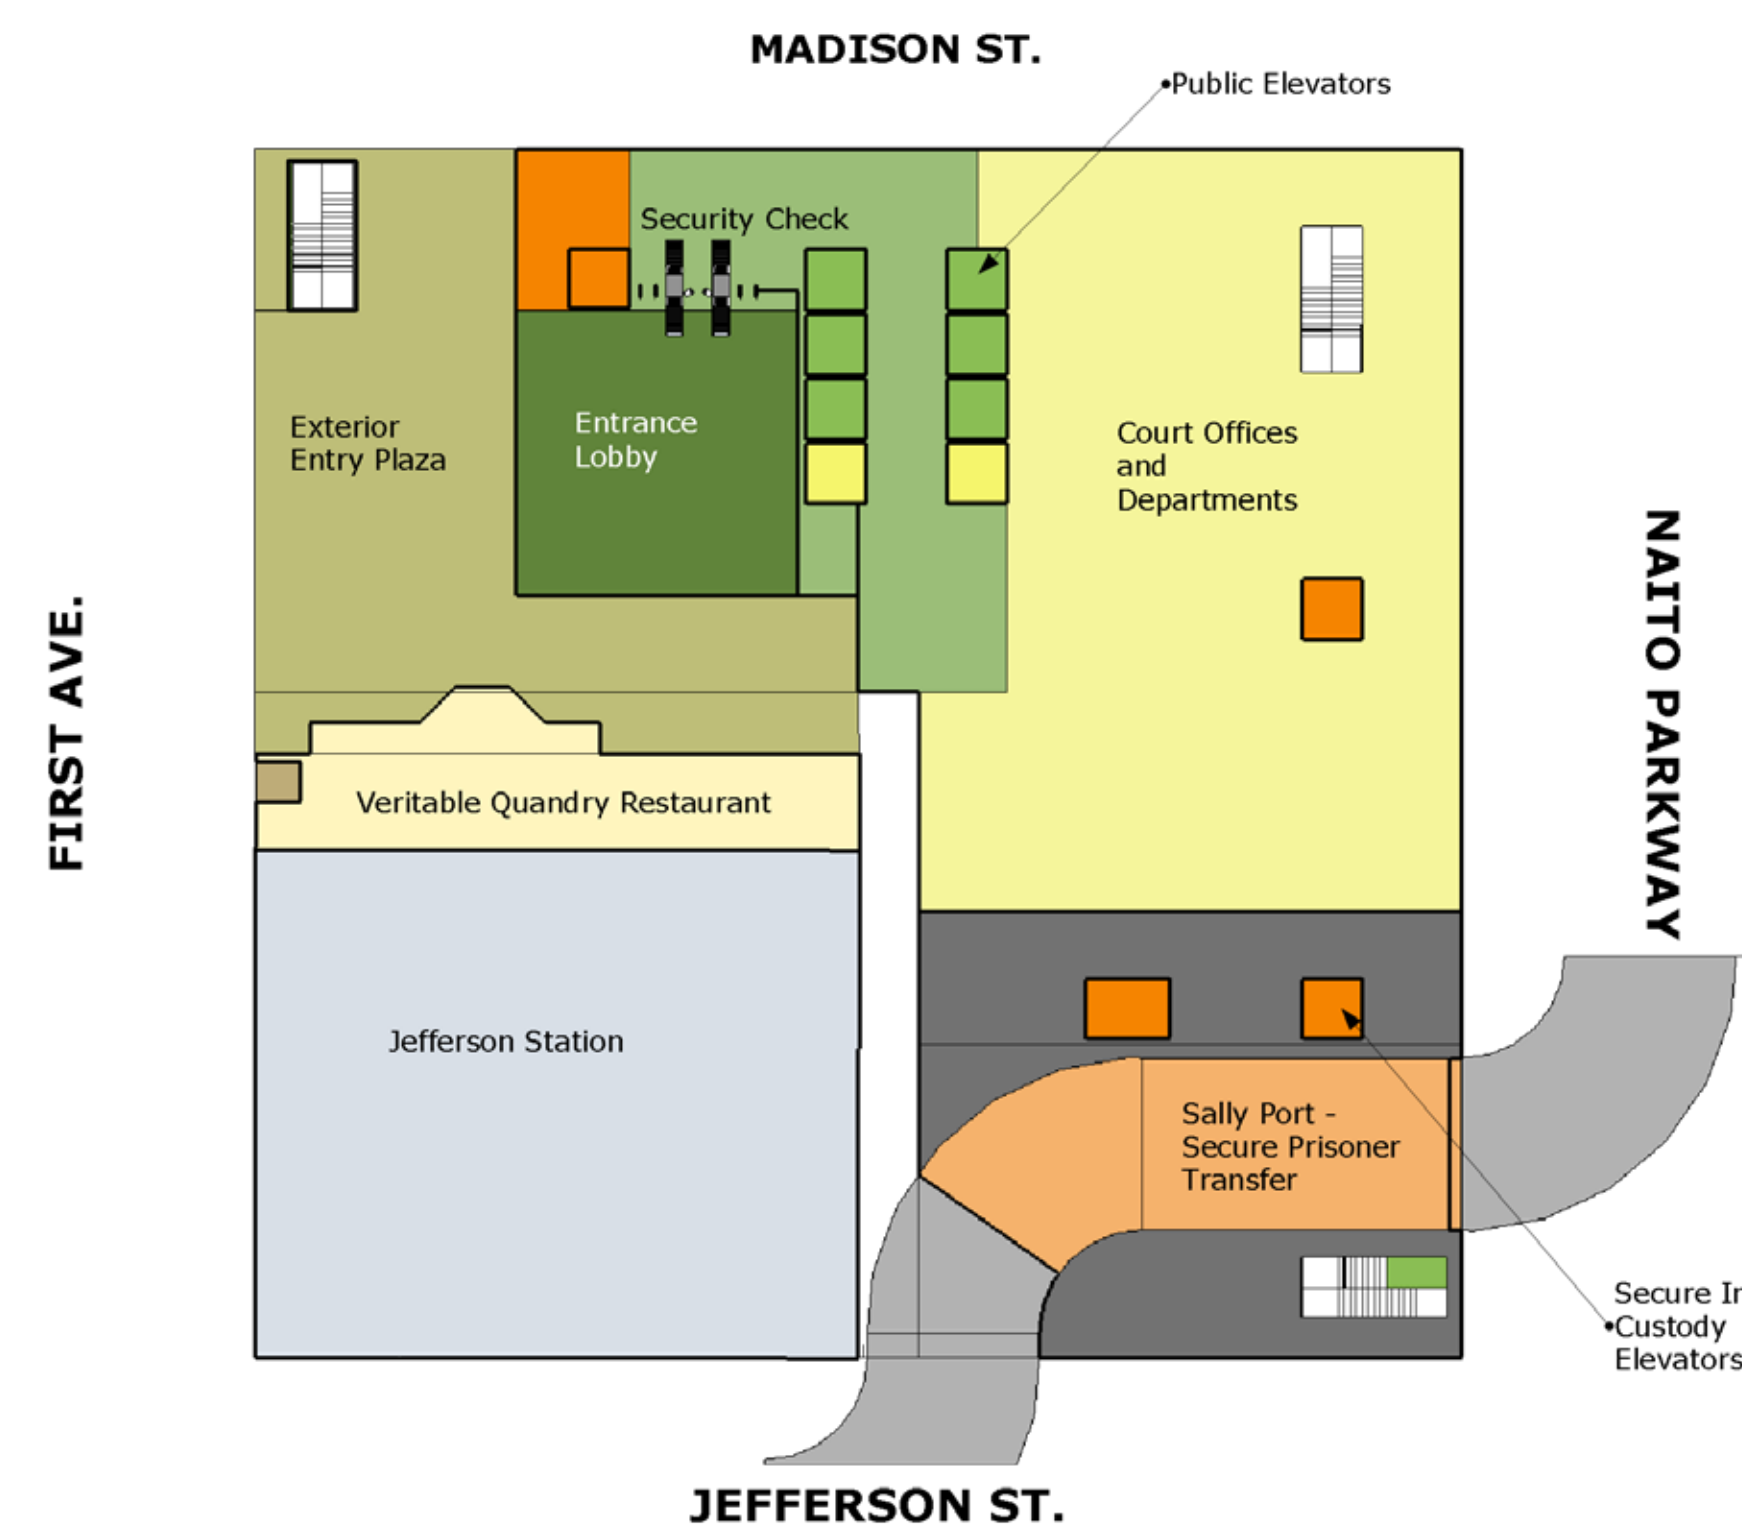 MADISON ST.
Public Elevators
Security Check
Exterior
Entry Plaza
Entrance
Lobby
Court Offices
and
Departments
NAITO PARKWAY
FIRST AVE.
Veritable Quandry Restaurant
Jefferson Station
Sally Port -
Secure Prisoner
Transfer
Secure
Custody
Elevators
JEFFERSON ST.